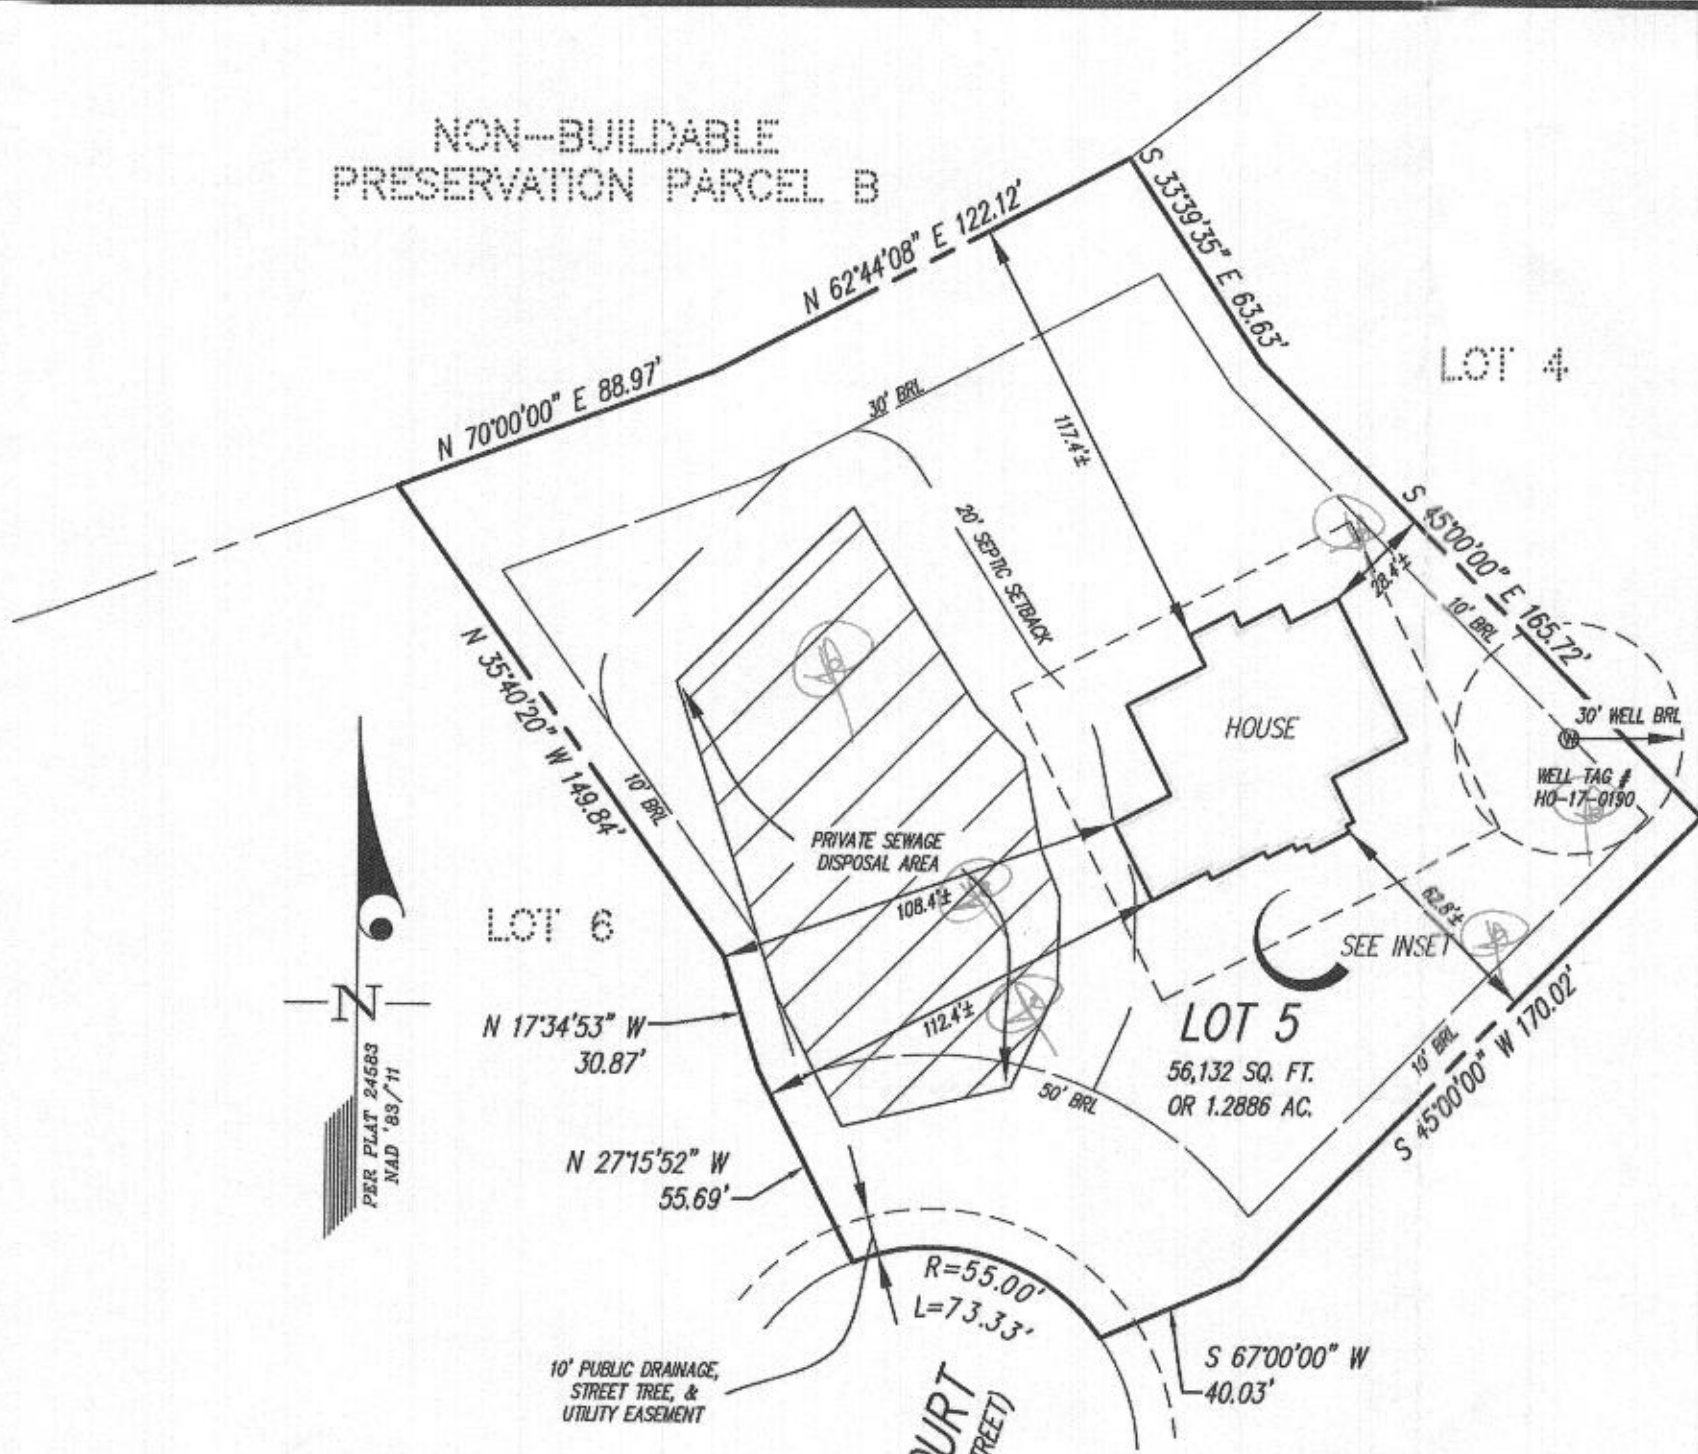 NON-BUILDABLE
PRESERVATION PARCEL B
N 62°44'08" E 122.12'
S 33°39'35" E 63.63'
N 70°00'00" E 88.97'
LOT 4
30' BRL
117.4'±
20' SEPTIC SETBACK
S 45°00'00" E 165.72'
28.4'±
10' BRL
N 35°40'20" W 149.84'
10' BRL
HOUSE
30' WELL BRL
W
WELL TAG #
HO-17-0190
PRIVATE SEWAGE
DISPOSAL AREA
108.4'±
62.8'±
LOT 6
SEE INSET
N
N 17°34'53" W
30.87'
112.4'±
LOT 5
56,132 SQ. FT.
OR 1.2886 AC.
50' BRL
10' BRL
S 45°00'00" W 170.02'
PER PLAT 24583
NAD '83/'11
N 27°15'52" W
55.69'
R=55.00'
L=73.33'
10' PUBLIC DRAINAGE,
STREET TREE, &
UTILITY EASEMENT
S 67°00'00" W
40.03'
OURT
REET)